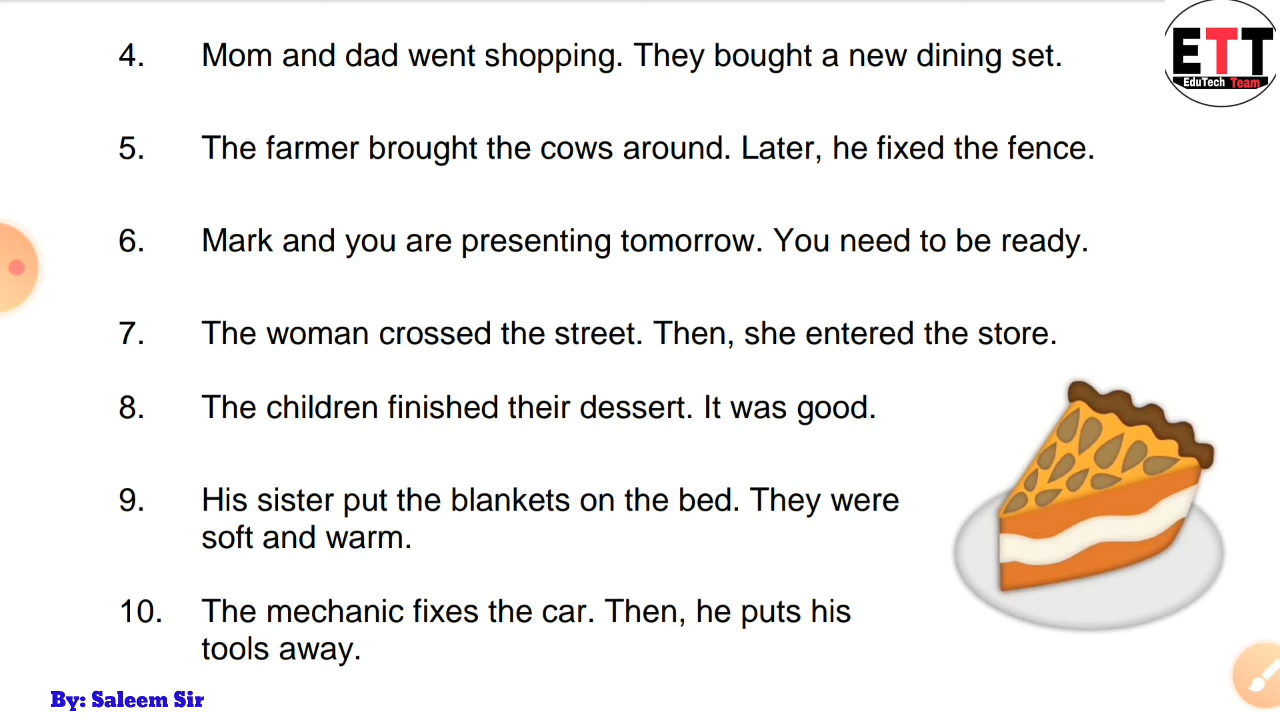 ETT
EduTech Team
4. Mom and dad went shopping. They bought a new dining set.
5. The farmer brought the cows around. Later, he fixed the fence.
6. Mark and you are presenting tomorrow. You need to be ready.
7. The woman crossed the street. Then, she entered the store.
8. The children finished their dessert. It was good.
9. His sister put the blankets on the bed. They were
soft and warm.
10. The mechanic fixes the car. Then, he puts his
tools away.
By: Saleem Sir